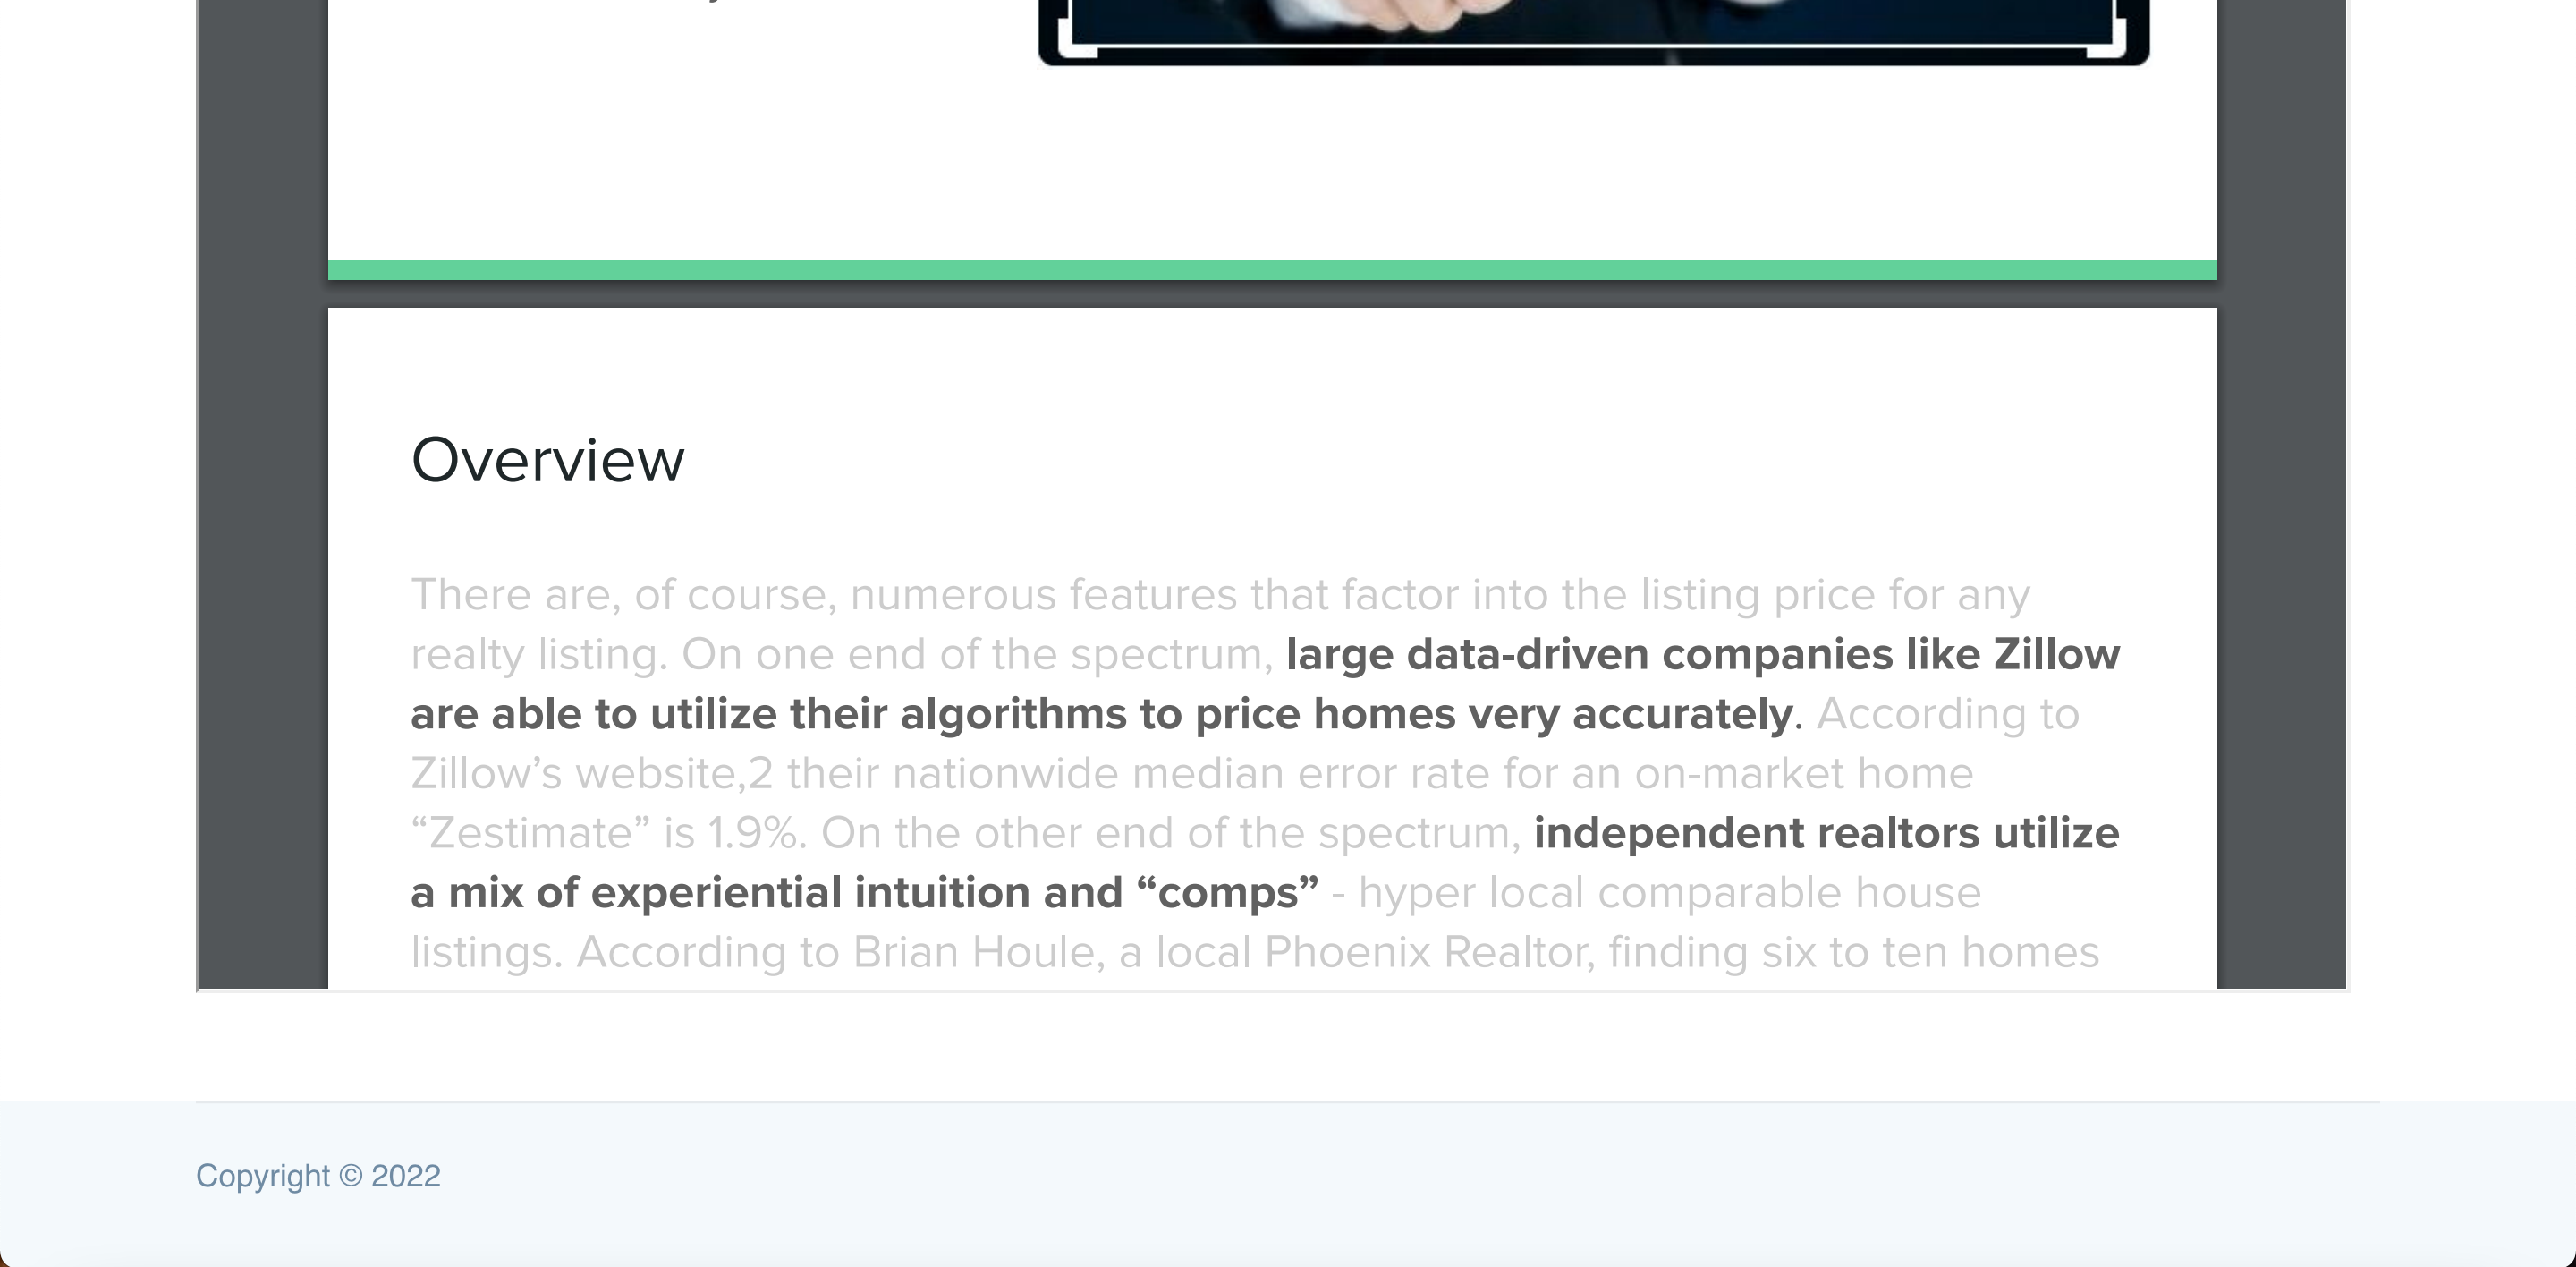 Overview
There are, of course, numerous features that factor into the listing price for any
realty listing. On one end of the spectrum, large data-driven companies like Zillow
are able to utilize their algorithms to price homes very accurately. According to
Zillow’s website,2 their nationwide median error rate for an on-market home
“Zestimate” is 1.9%. On the other end of the spectrum, independent realtors utilize
a mix of experiential intuition and “comps” - hyper local comparable house
listings. According to Brian Houle, a local Phoenix Realtor, finding six to ten homes
Copyright © 2022